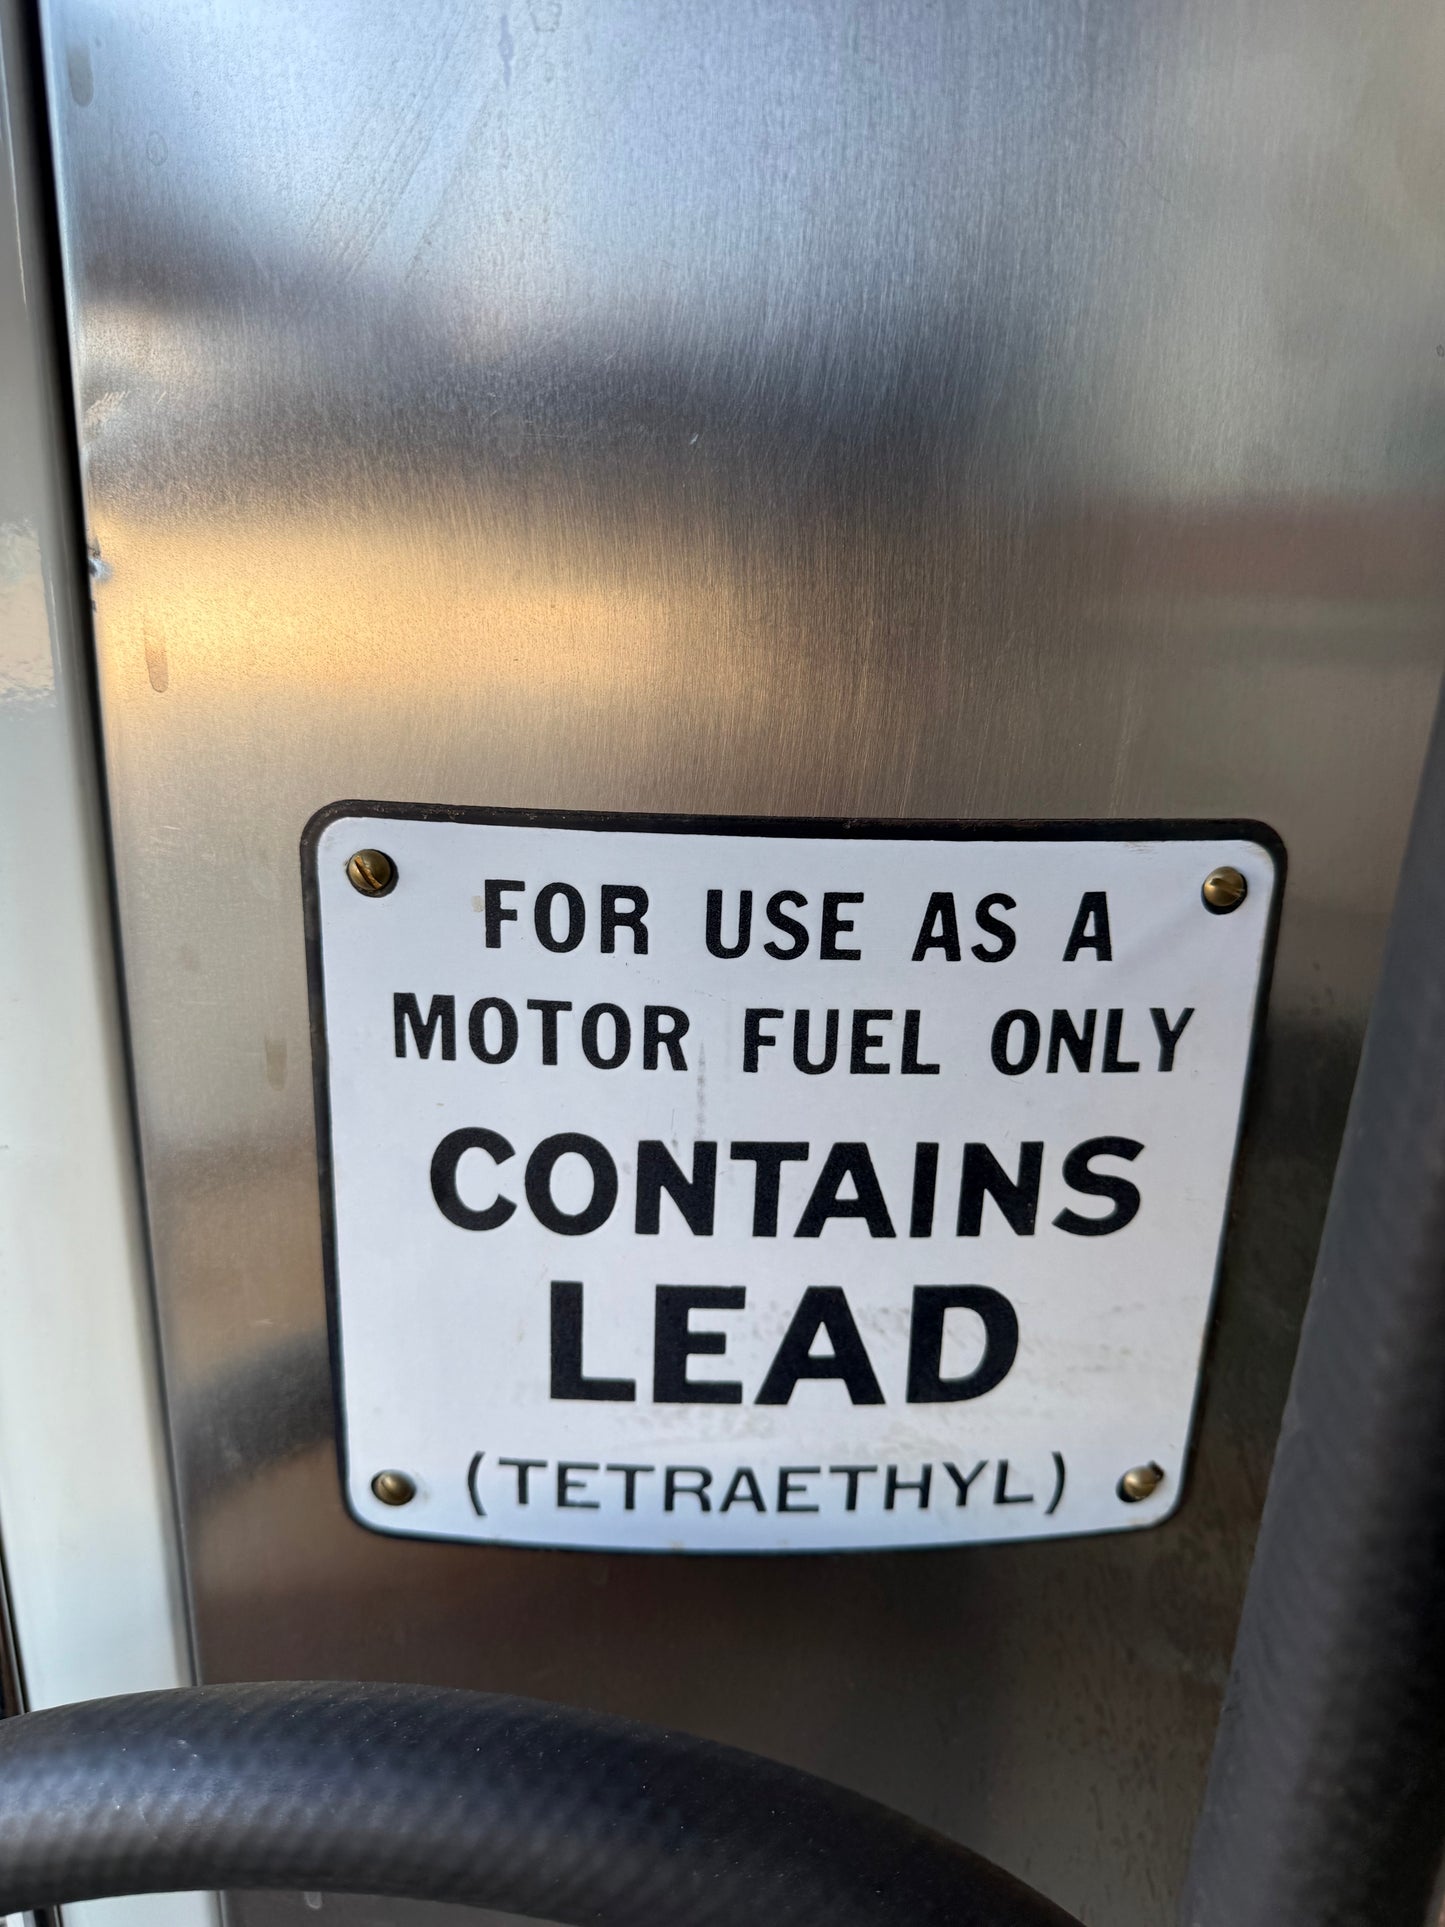 FOR USE AS A
MOTOR FUEL ONLY
CONTAINS
LEAD
(TETRAETHYL)